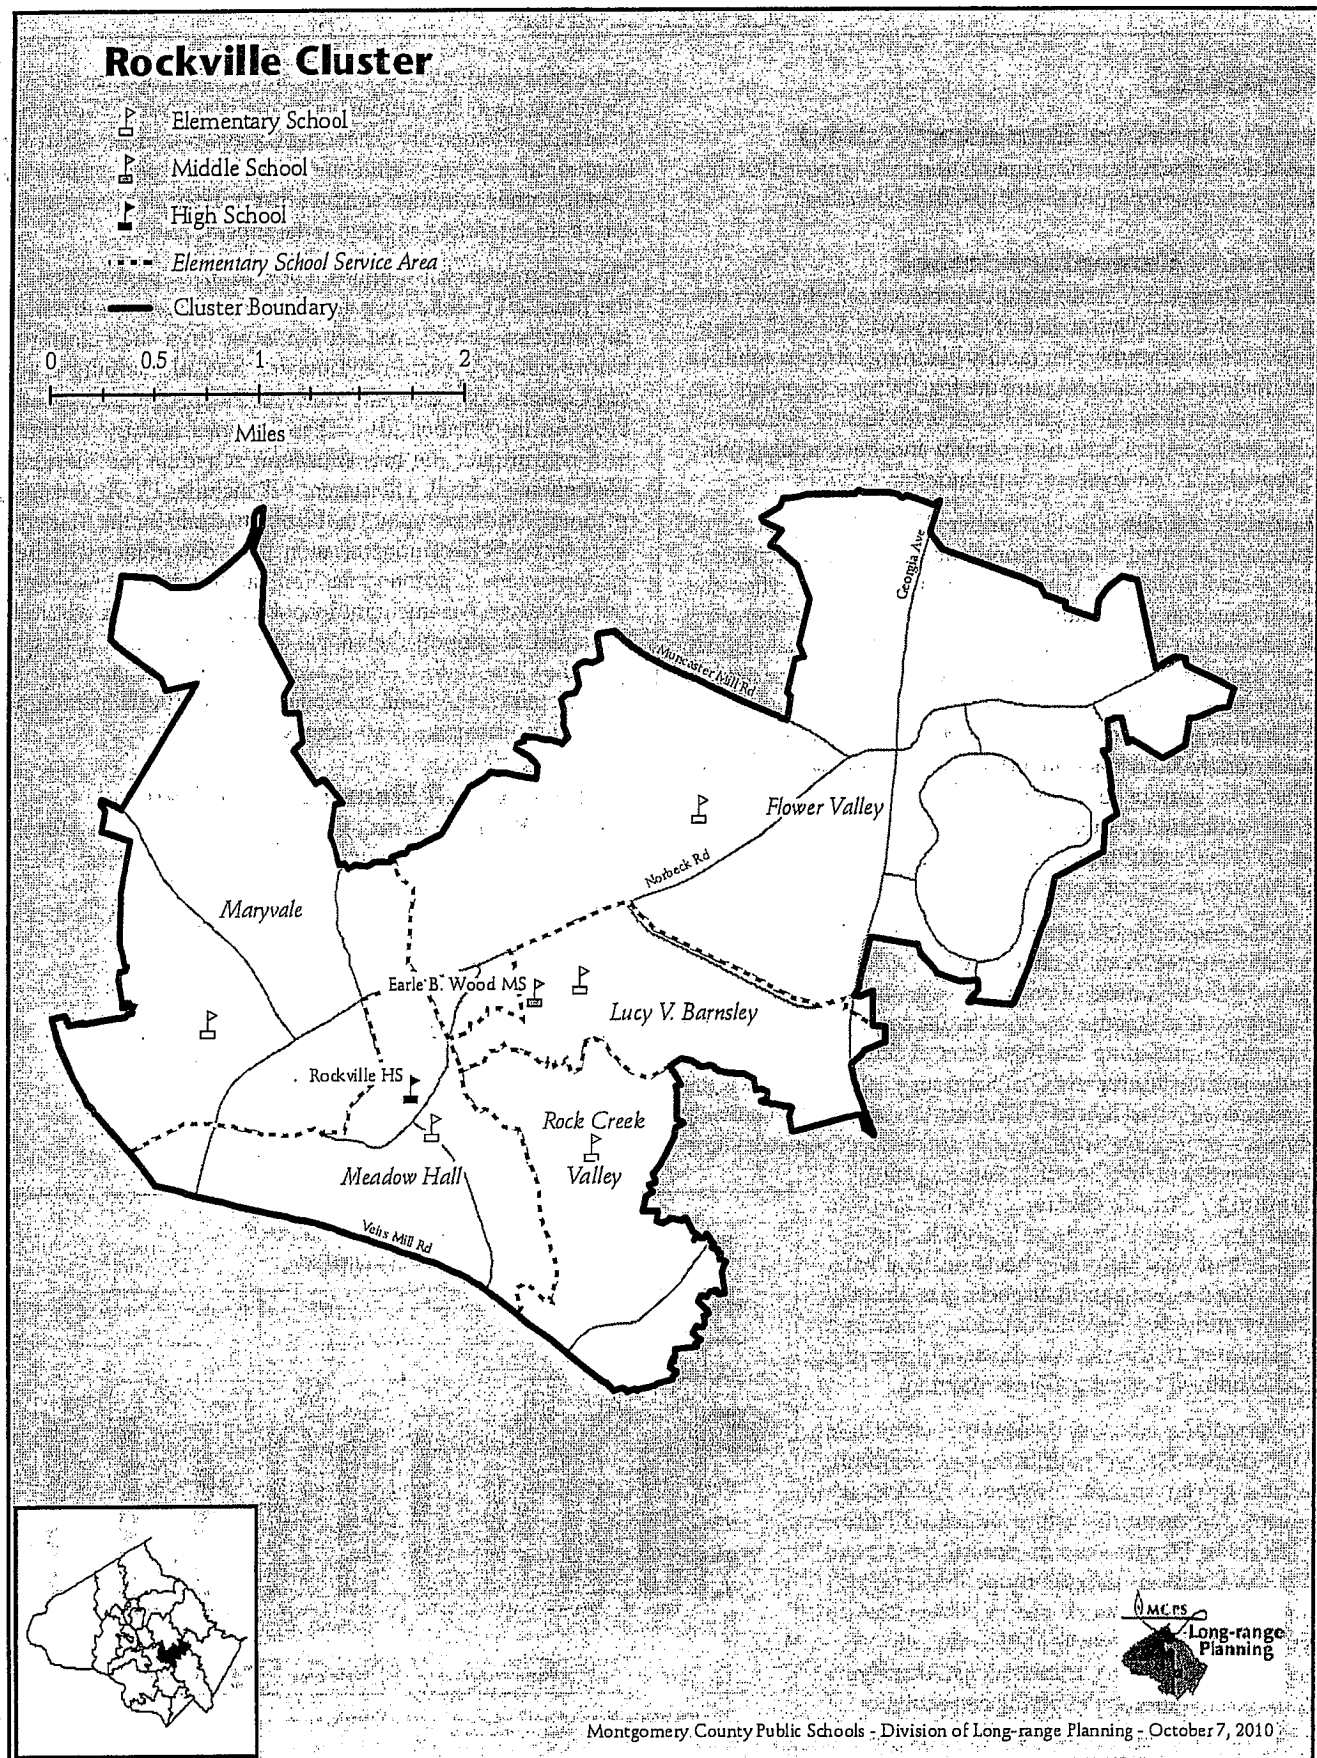 Rockville Cluster
Elementary School
Middle School
High School
Elementary School Service Area
Cluster Boundary
0 0.5 1 2
Miles
Georgia Ave
Muncaster Mill Rd
Flower Valley
Norbeck Rd
Maryvale
Earle B. Wood MS
Lucy V. Barnsley
Rockville HS
Rock Creek
Valley
Meadow Hall
Veirs Mill Rd
MCPS
Long-range
Planning
Montgomery County Public Schools - Division of Long-range Planning - October 7, 2010